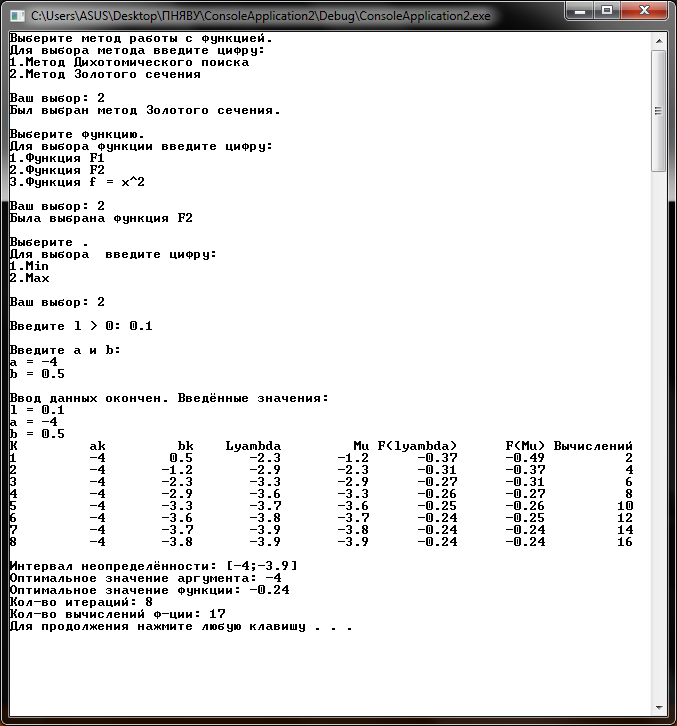 C:\Users\ASUS\Desktop\ПНЯВУ\ConsoleApplication2\Debug\ConsoleApplication2.exe
Выберите метод работы с функцией.
Для выбора метода введите цифру:
1.Метод Дихотомического поиска
2.Метод Золотого сечения
Ваш выбор: 2
Был выбран метод Золотого сечения.
Выберите функцию.
Для выбора функции введите цифру:
1.Функция F1
2.Функция F2
3.Функция f = x^2
Ваш выбор: 2
Была выбрана функция F2
Выберите .
Для выбора  введите цифру:
1.Min
2.Max
Ваш выбор: 2
Введите l > 0: 0.1
Введите a и b:
a = -4
b = 0.5
Ввод данных окончен. Введённые значения:
l = 0.1
a = -4
b = 0.5
K ak bk Lyambda Mu F(lyambda) F(Mu) Вычислений
1 -4 0.5 -2.3 -1.2 -0.37 -0.49 2
2 -4 -1.2 -2.9 -2.3 -0.31 -0.37 4
3 -4 -2.3 -3.3 -2.9 -0.27 -0.31 6
4 -4 -2.9 -3.6 -3.3 -0.26 -0.27 8
5 -4 -3.3 -3.7 -3.6 -0.25 -0.26 10
6 -4 -3.6 -3.8 -3.7 -0.24 -0.25 12
7 -4 -3.7 -3.9 -3.8 -0.24 -0.24 14
8 -4 -3.8 -3.9 -3.9 -0.24 -0.24 16
Интервал неопределённости: [-4;-3.9]
Оптимальное значение аргумента: -4
Оптимальное значение функции: -0.24
Кол-во итераций: 8
Кол-во вычислений ф-ции: 17
Для продолжения нажмите любую клавишу . . .